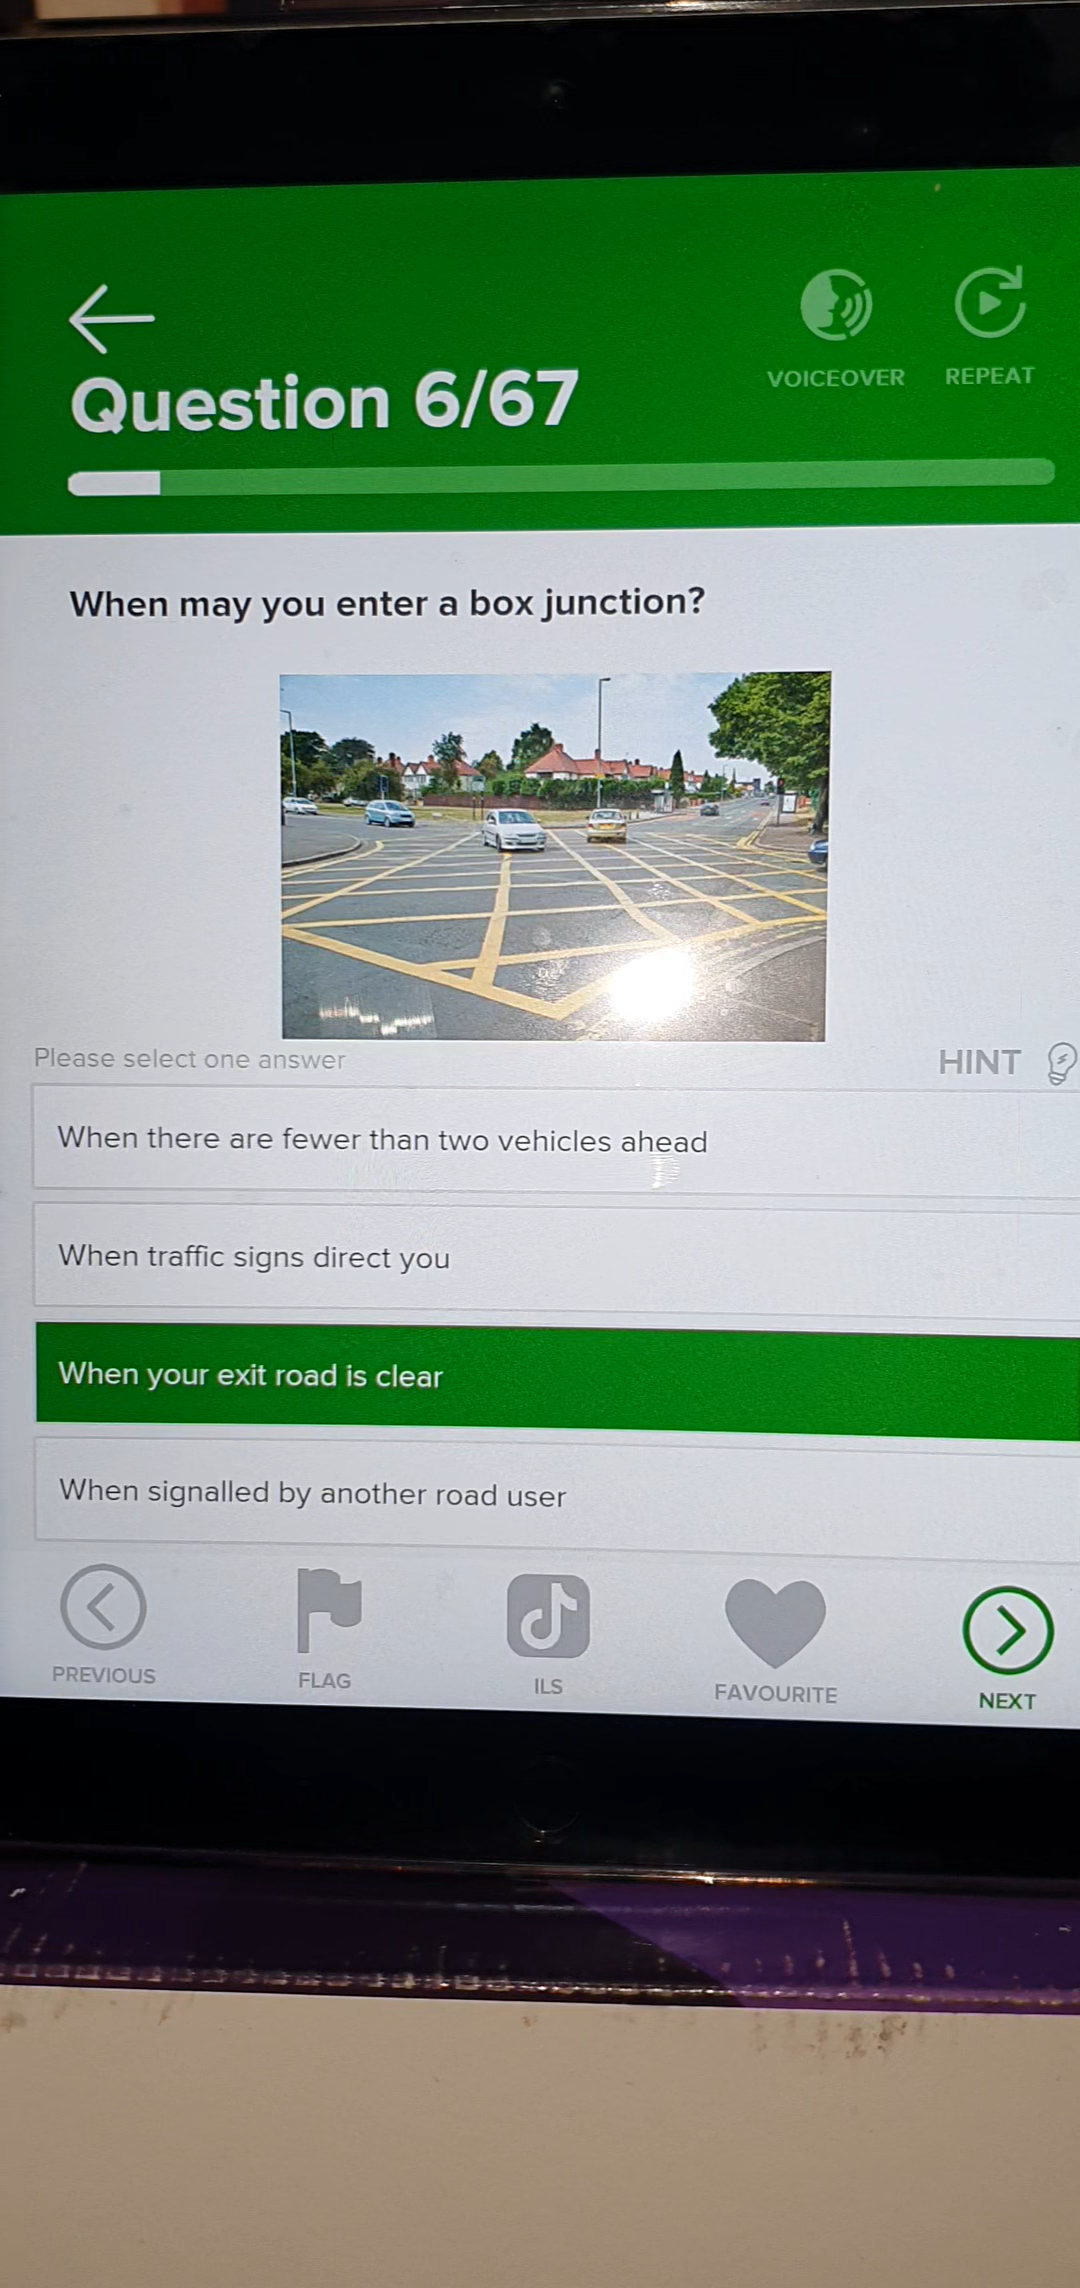 VOICEOVER
REPEAT
Question 6/67
When may you enter a box junction?
Please select one answer
HINT
When there are fewer than two vehicles ahead
When traffic signs direct you
When your exit road is clear
When signalled by another road user
PREVIOUS
FLAG
ILS
FAVOURITE
NEXT